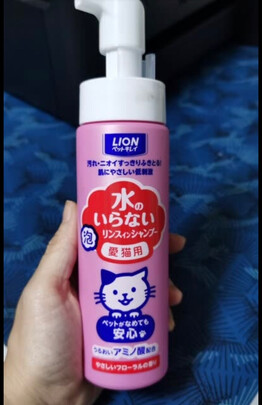 LION
ペットキレイ
汚れ・ニオイすっきりふきとる!
肌にやさしい低刺激
水の
いらない
リンスインシャンプー
泡
愛猫用
ペットがなめても
安心
うるおいアミノ酸配合
やさしいフローラルの香り